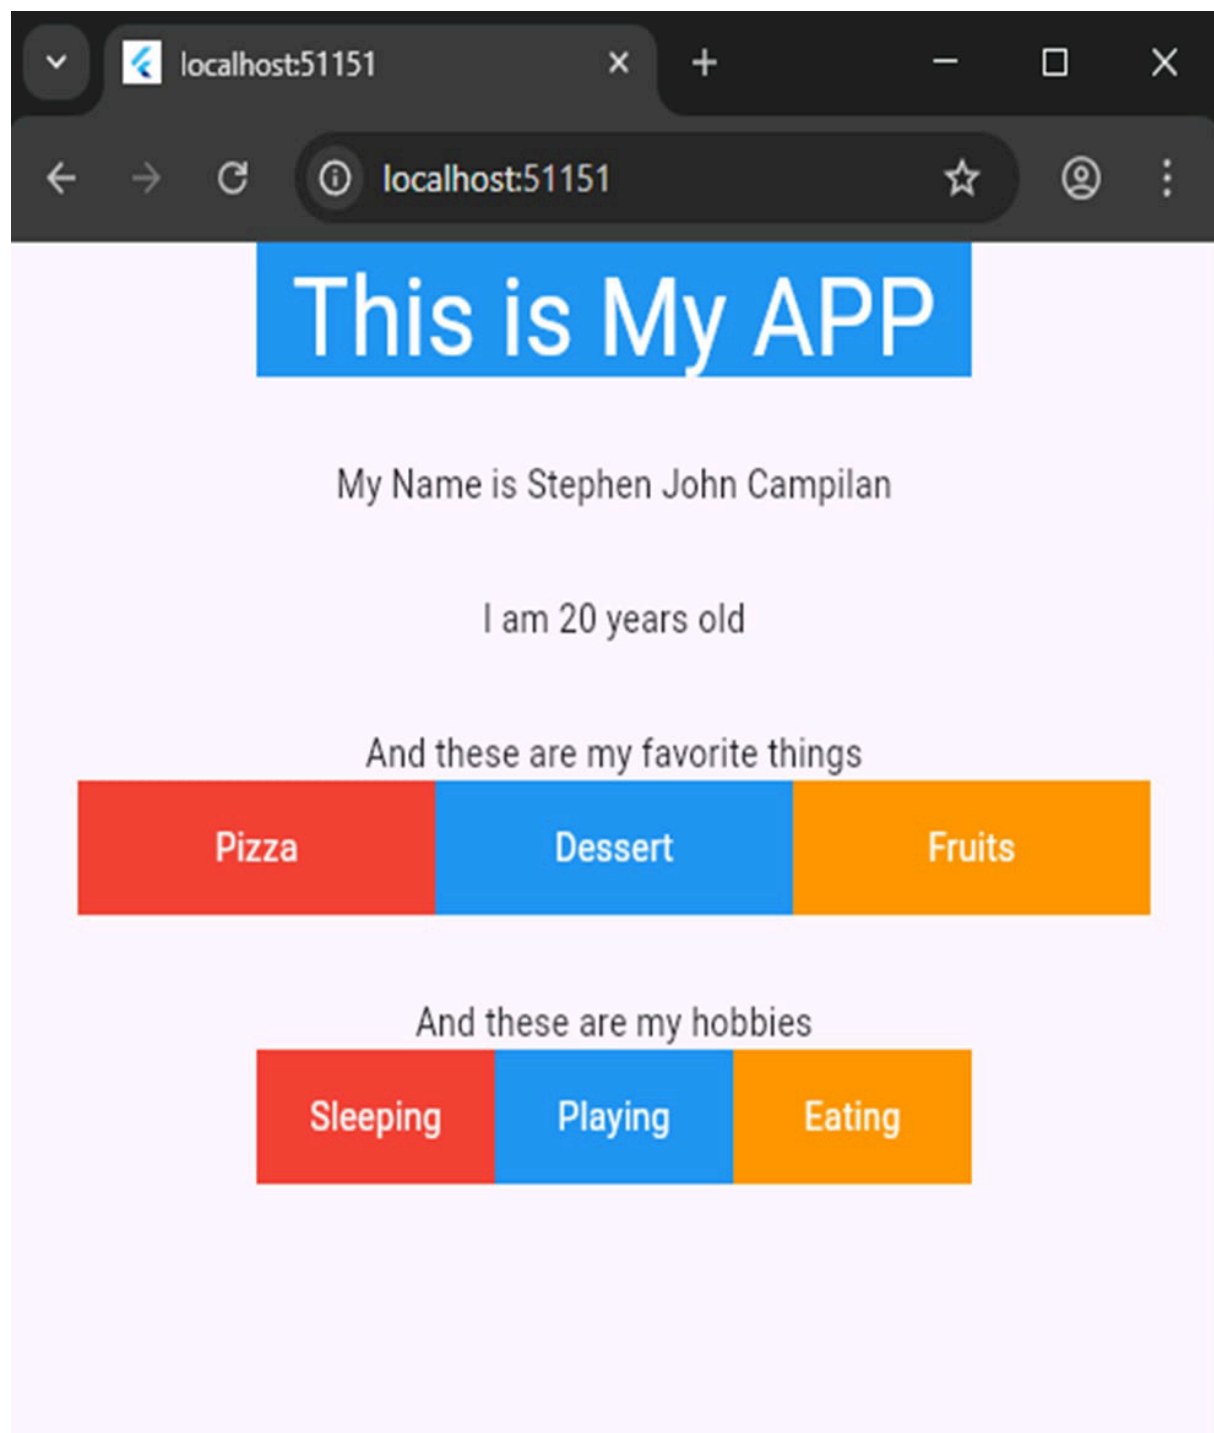 localhost:51151
localhost:51151
This is My APP
My Name is Stephen John Campilan
I am 20 years old
And these are my favorite things
Pizza Dessert Fruits
And these are my hobbies
Sleeping Playing Eating